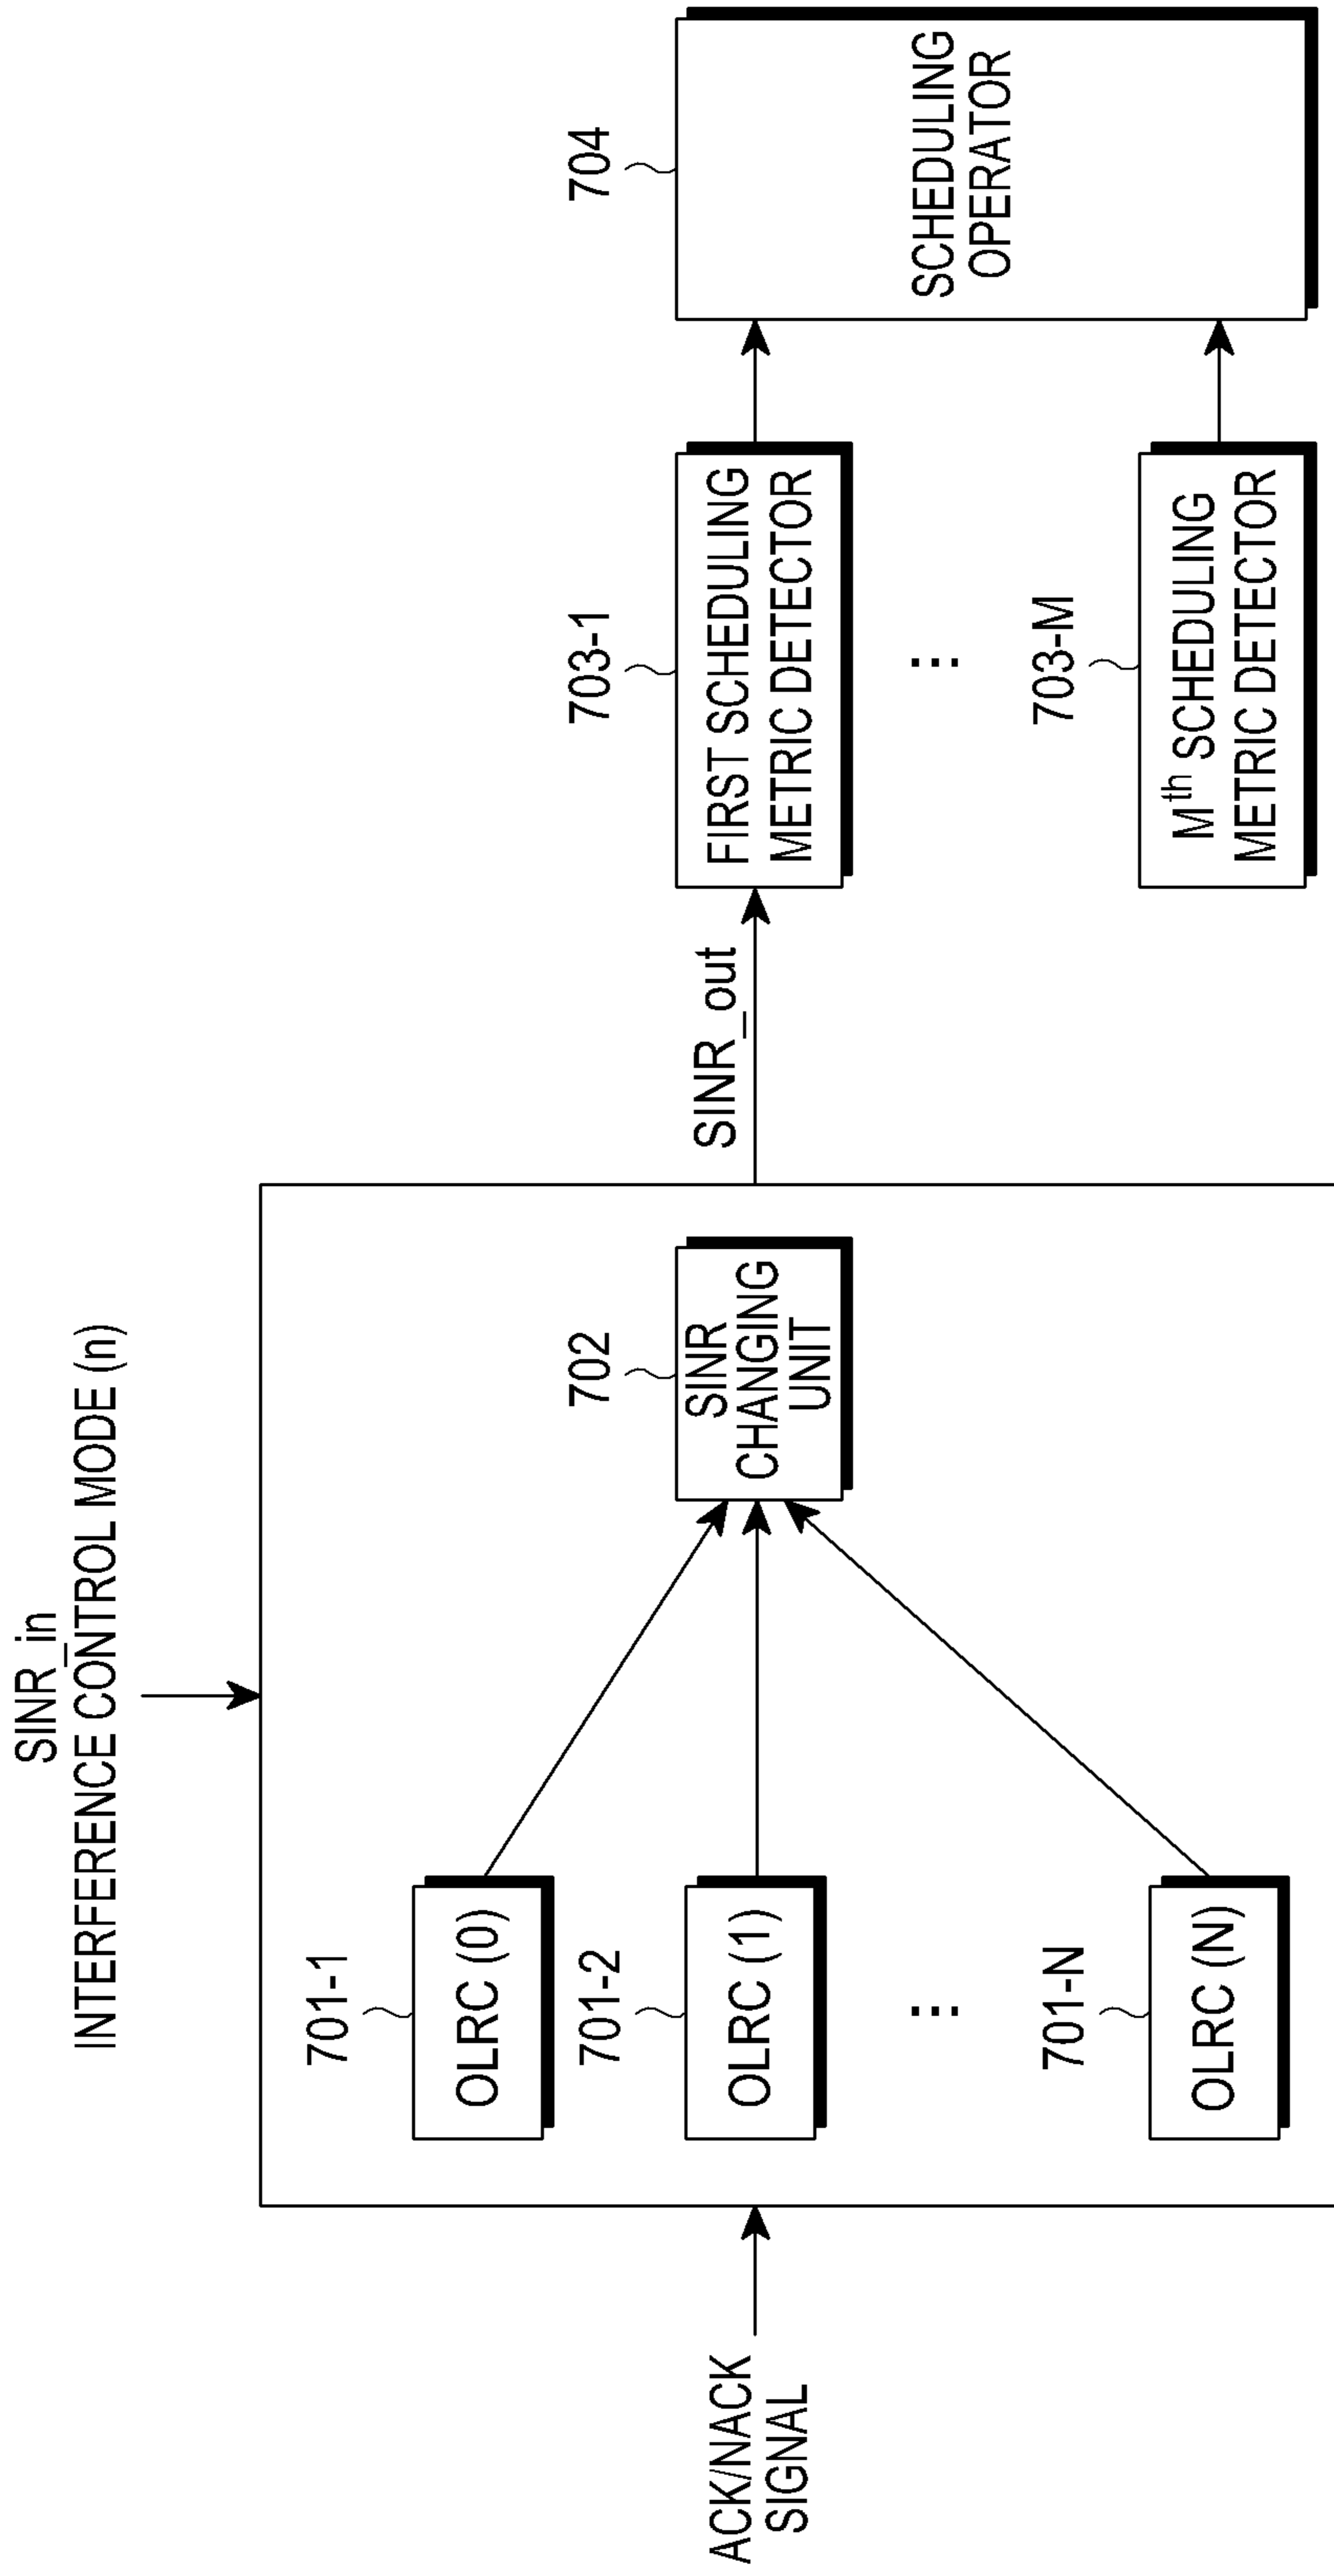 SINR_in
INTERFERENCE CONTROL MODE (n)
ACK/NACK
SIGNAL
701-1
OLRC (0)
701-2
OLRC (1)
...
701-N
OLRC (N)
702
SINR
CHANGING
UNIT
SINR_out
703-1
FIRST SCHEDULING
METRIC DETECTOR
...
703-M
Mth SCHEDULING
METRIC DETECTOR
704
SCHEDULING
OPERATOR